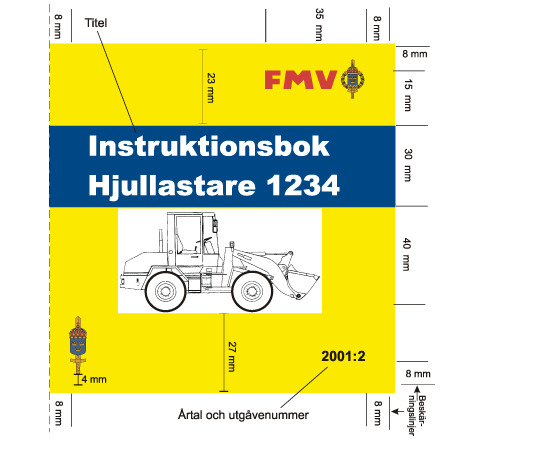 8 mm
Titel
35 mm
8 mm
8 mm
23 mm
FMV
15 mm
Instruktionsbok
Hjullastare 1234
30 mm
40 mm
27 mm
2001:2
4 mm
8 mm
8 mm
Årtal och utgåvenummer
8 mm
Beskär-
ningslinjer